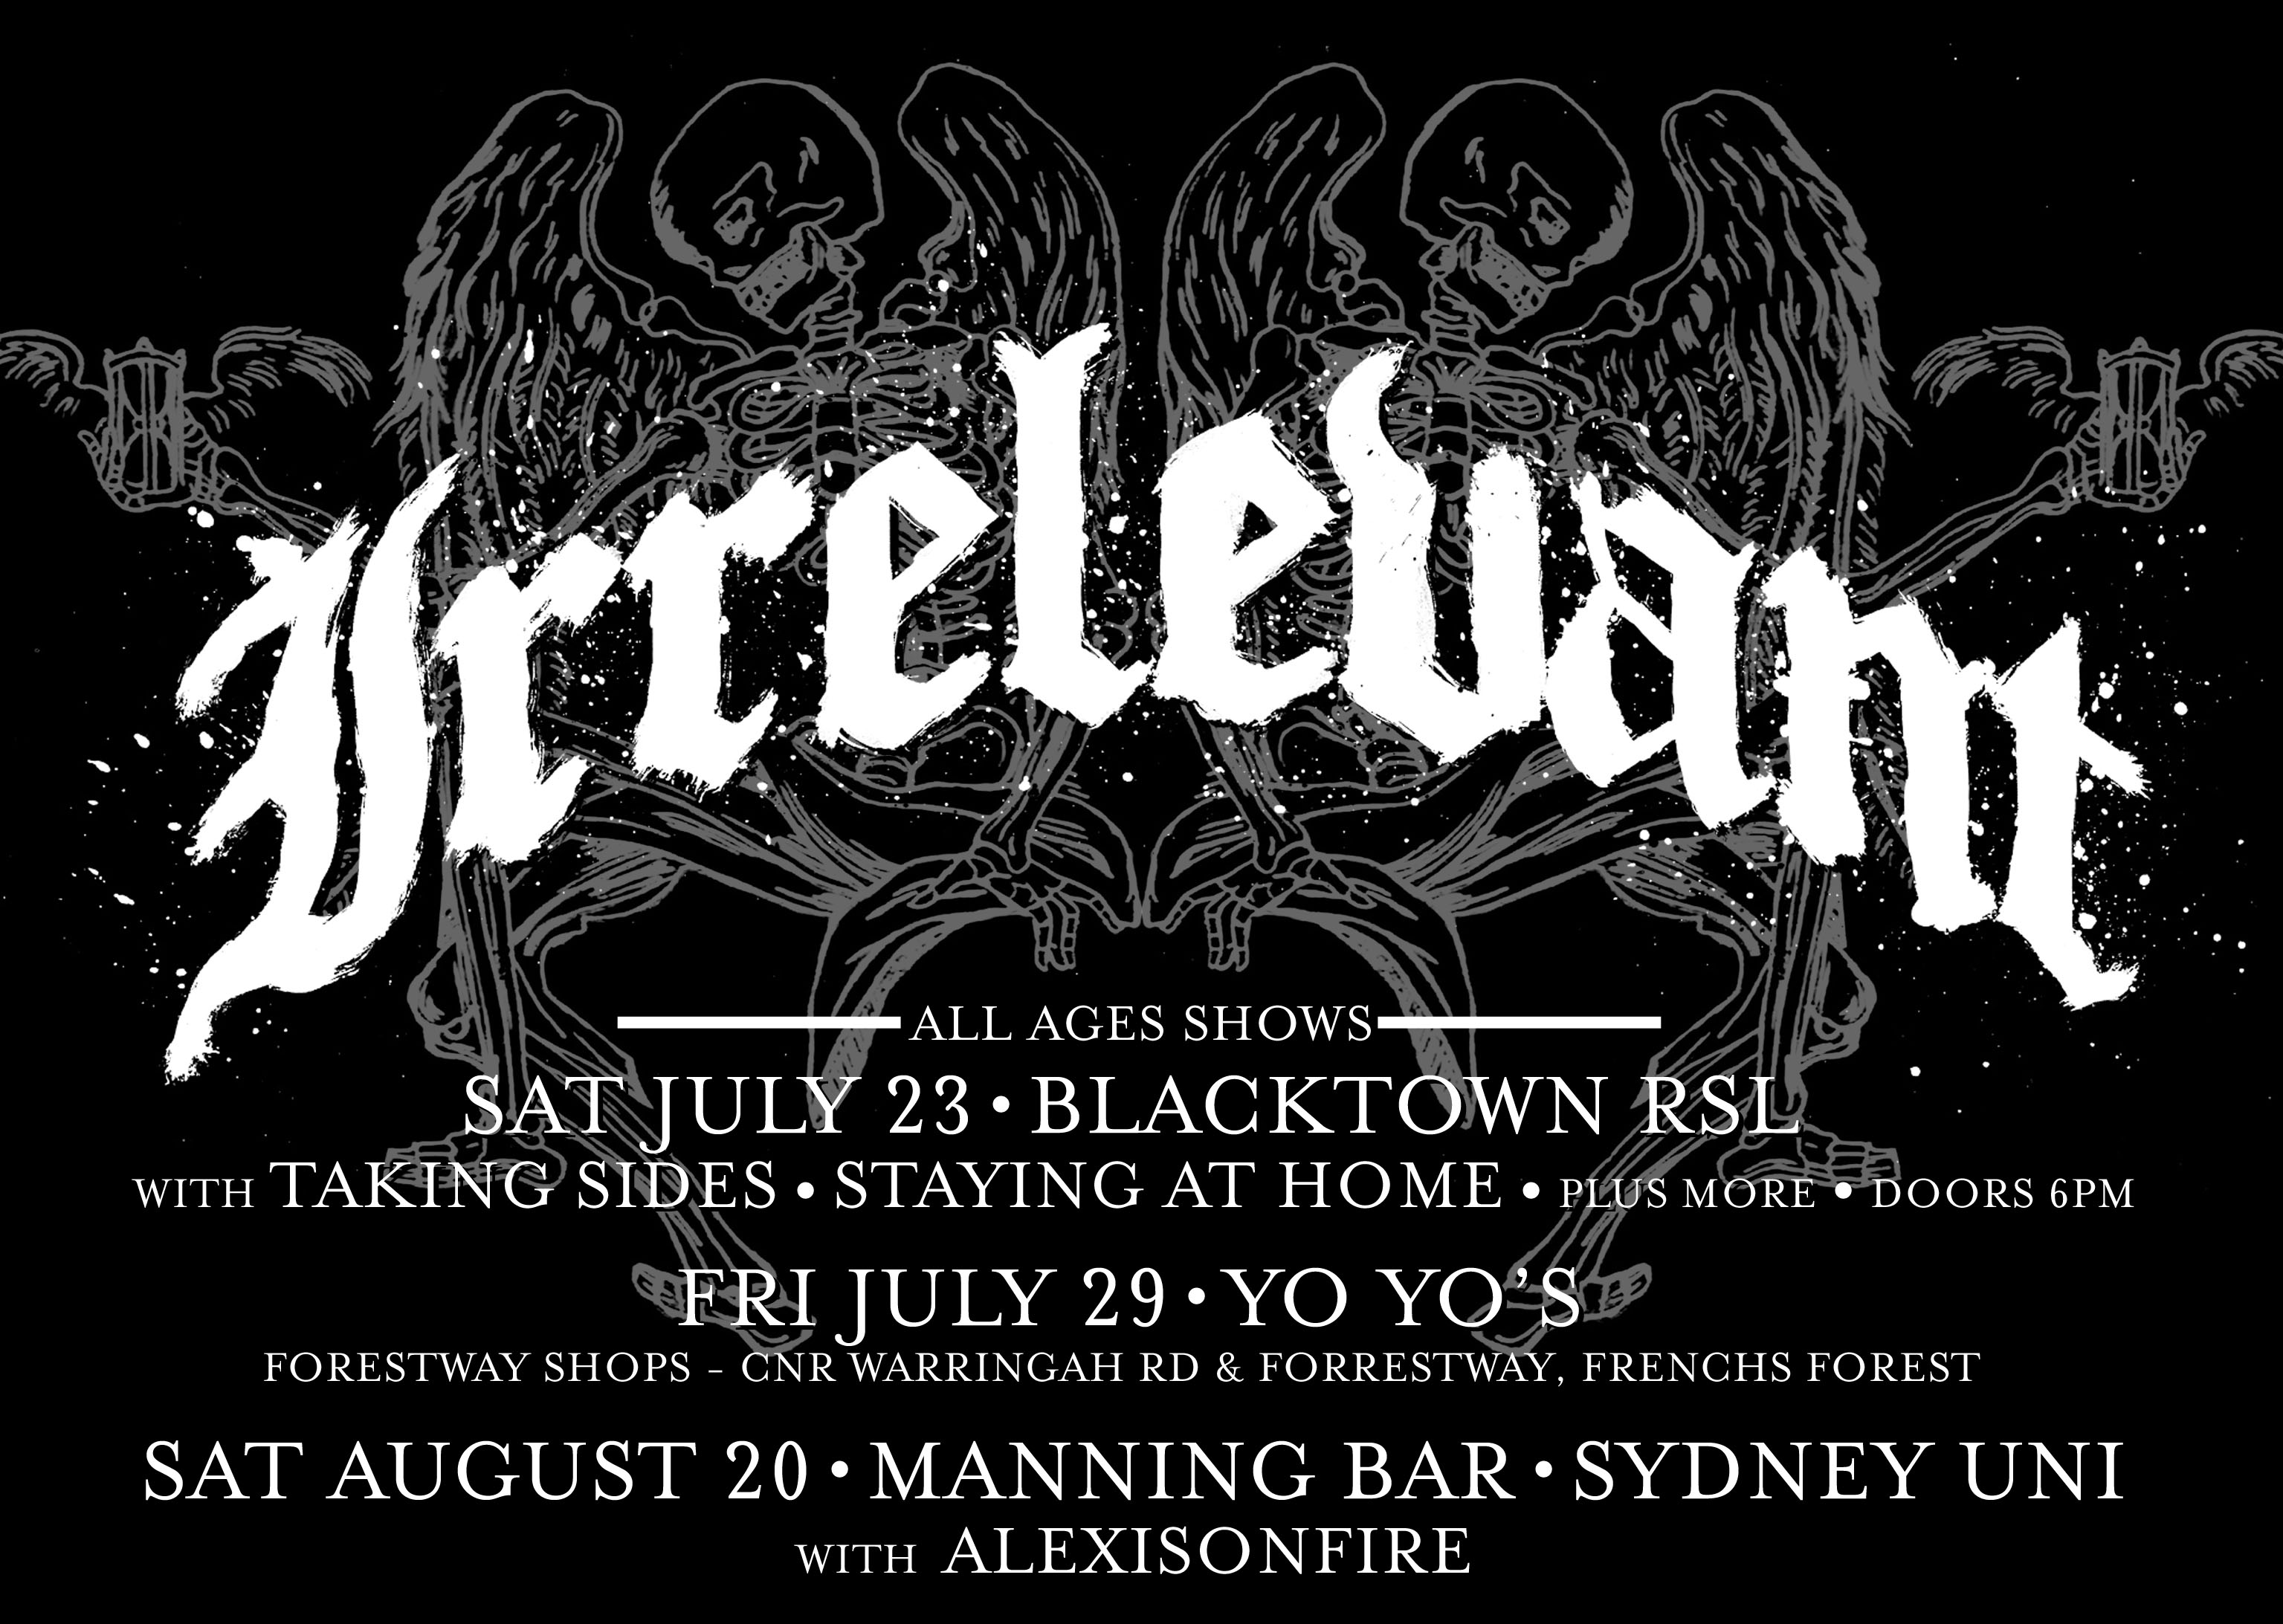 Irrelevant
ALL AGES SHOWS
SAT JULY 23 • BLACKTOWN RSL
WITH TAKING SIDES • STAYING AT HOME • PLUS MORE • DOORS 6PM
FRI JULY 29 • YO YO'S
FORESTWAY SHOPS - CNR WARRINGAH RD & FORRESTWAY, FRENCHS FOREST
SAT AUGUST 20 • MANNING BAR • SYDNEY UNI
WITH ALEXISONFIRE